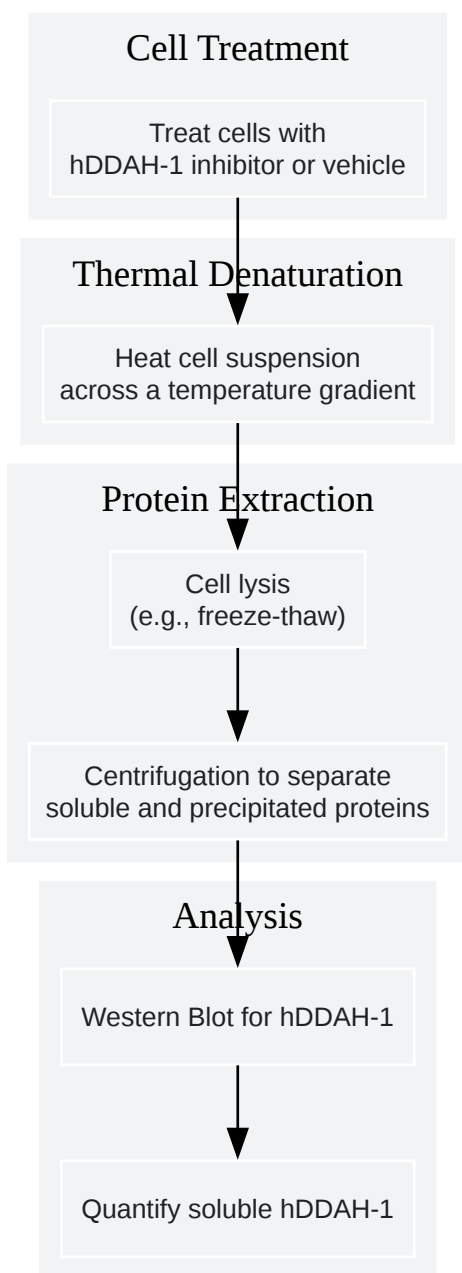 Cell Treatment
Treat cells with
hDDAH-1 inhibitor or vehicle
Thermal Denaturation
Heat cell suspension
across a temperature gradient
Protein Extraction
Cell lysis
(e.g., freeze-thaw)
Centrifugation to separate
soluble and precipitated proteins
Analysis
Western Blot for hDDAH-1
Quantify soluble hDDAH-1